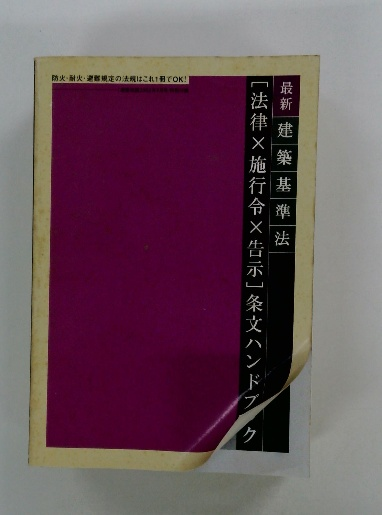 防火・耐火・避難規定の法規はこれ1冊でOK!
最新
建築基準法
[法律×施行令×告示]条文ハンドブック